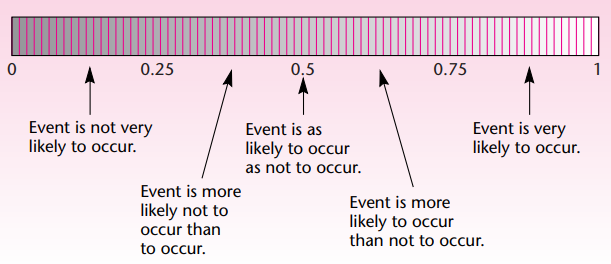 0 0.25 0.5 0.75 1
Event is not very
likely to occur.
Event is more
likely not to
occur than
to occur.
Event is as
likely to occur
as not to occur.
Event is more
likely to occur
than not to occur.
Event is very
likely to occur.